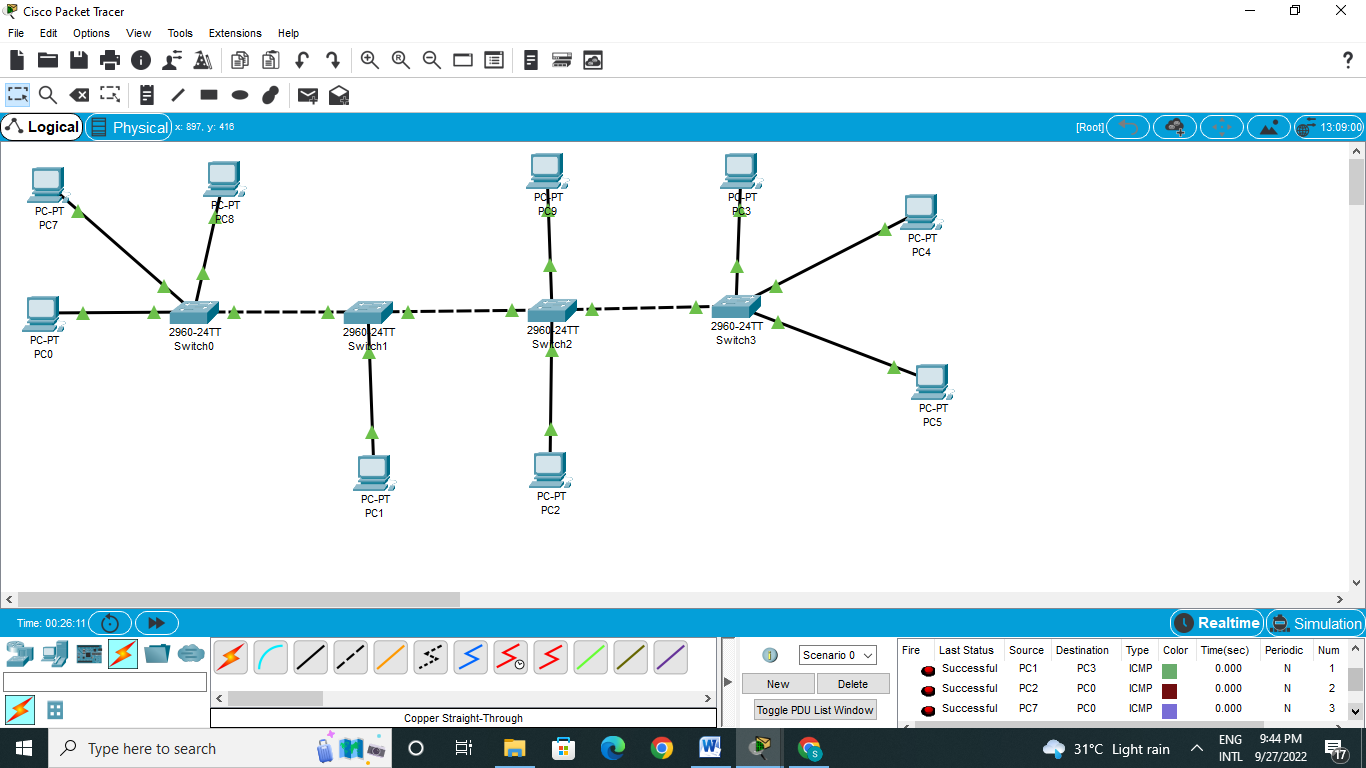 Cisco Packet Tracer
File Edit Options View Tools Extensions Help
?
Logical Physical x: 897, y: 416 [Root] 13:09:00
PC-PT
PC7
PC-PT
PC8
PC-PT
PC9
PC-PT
PC3
PC-PT
PC4
PC-PT
PC0
2960-24TT
Switch0
2960-24TT
Switch1
2960-24TT
Switch2
2960-24TT
Switch3
PC-PT
PC5
PC-PT
PC1
PC-PT
PC2
Time: 00:26:11 Realtime Simulation
Scenario 0
New Delete
Toggle PDU List Window
Copper Straight-Through
Fire Last Status Source Destination Type Color Time(sec) Periodic Num
Successful PC1 PC3 ICMP 0.000 N 1
Successful PC2 PC0 ICMP 0.000 N 2
Successful PC7 PC0 ICMP 0.000 N 3
Type here to search
31°C Light rain
ENG
INTL
9:44 PM
9/27/2022
17